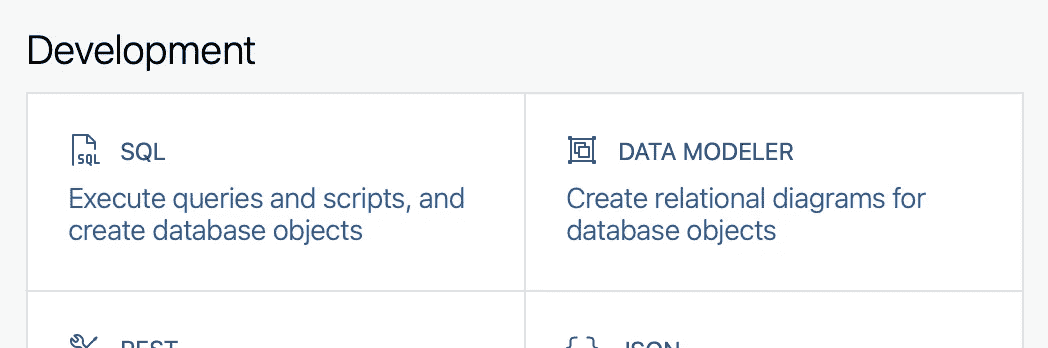 Development
SQL
SQL
Execute queries and scripts, and
create database objects
DATA MODELER
Create relational diagrams for
database objects
REST
JSON